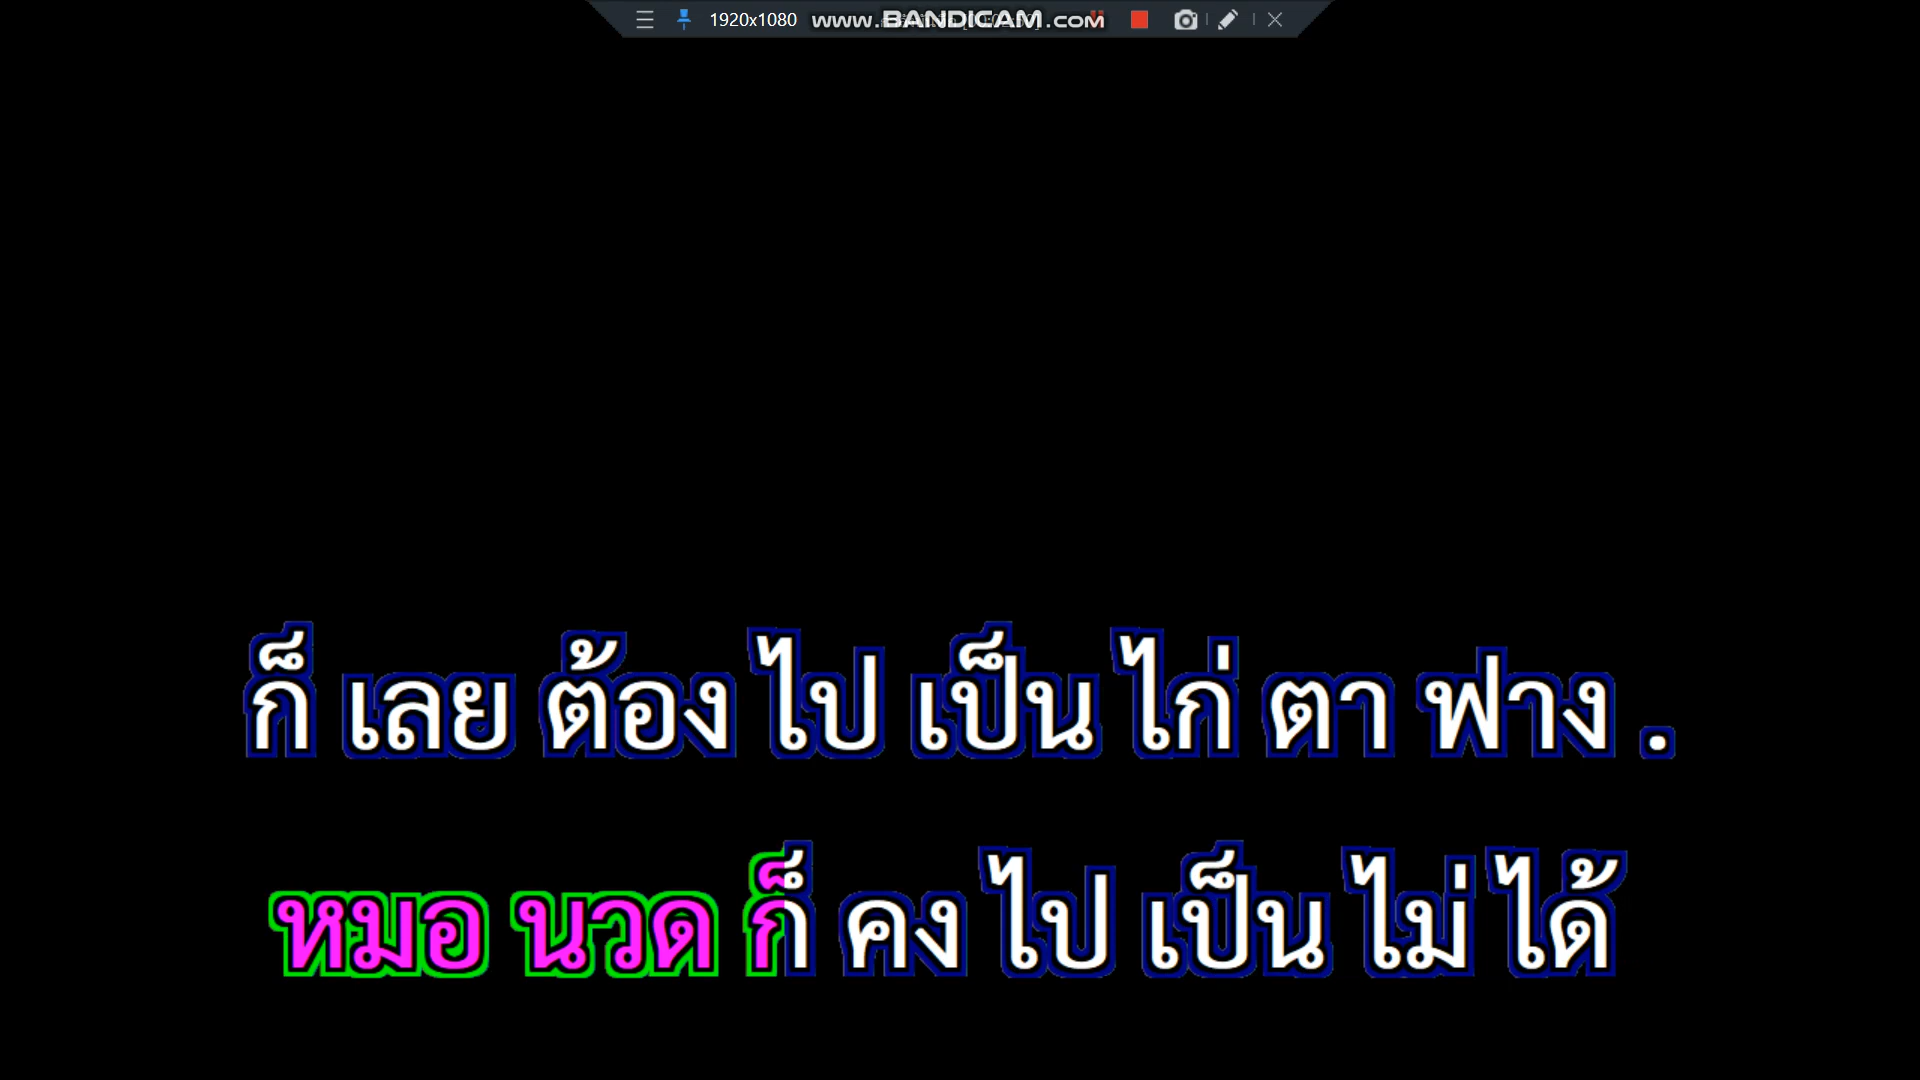 1920x1080 www.BANDICAM.com
ก็ เลย ต้อง ไป เป็น ไก่ ตา ฟาง .
หมอ นวด ก็ คง ไป เป็น ไม่ ได้